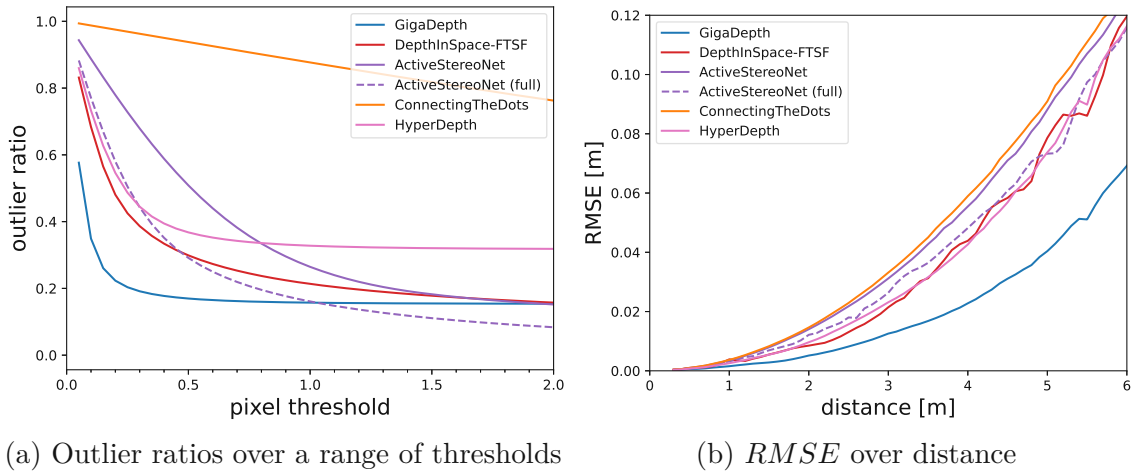 1.0
0.8
0.6
0.4
0.2
0.0
outlier ratio
0.0
0.5
1.0
1.5
2.0
pixel threshold
GigaDepth
DepthInSpace-FTSF
ActiveStereoNet
ActiveStereoNet (full)
ConnectingTheDots
HyperDepth
(a) Outlier ratios over a range of thresholds
0.12
0.10
0.08
0.06
0.04
0.02
0.00
RMSE [m]
0
1
2
3
4
5
6
distance [m]
GigaDepth
DepthInSpace-FTSF
ActiveStereoNet
ActiveStereoNet (full)
ConnectingTheDots
HyperDepth
(b) RMSE over distance